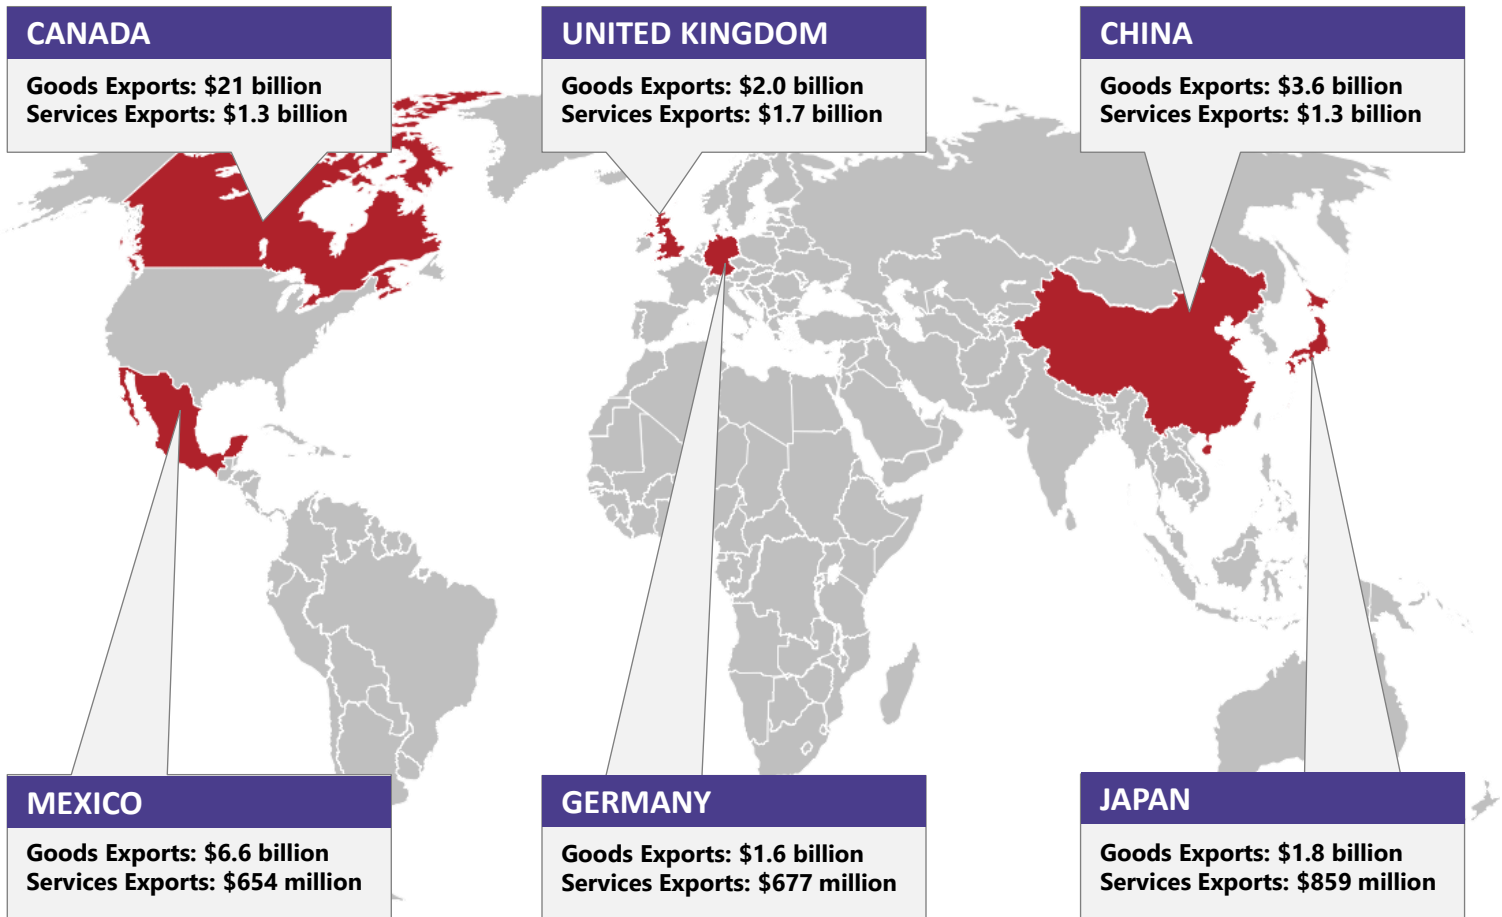 CANADA
Goods Exports: $21 billion
Services Exports: $1.3 billion
UNITED KINGDOM
Goods Exports: $2.0 billion
Services Exports: $1.7 billion
CHINA
Goods Exports: $3.6 billion
Services Exports: $1.3 billion
MEXICO
Goods Exports: $6.6 billion
Services Exports: $654 million
GERMANY
Goods Exports: $1.6 billion
Services Exports: $677 million
JAPAN
Goods Exports: $1.8 billion
Services Exports: $859 million